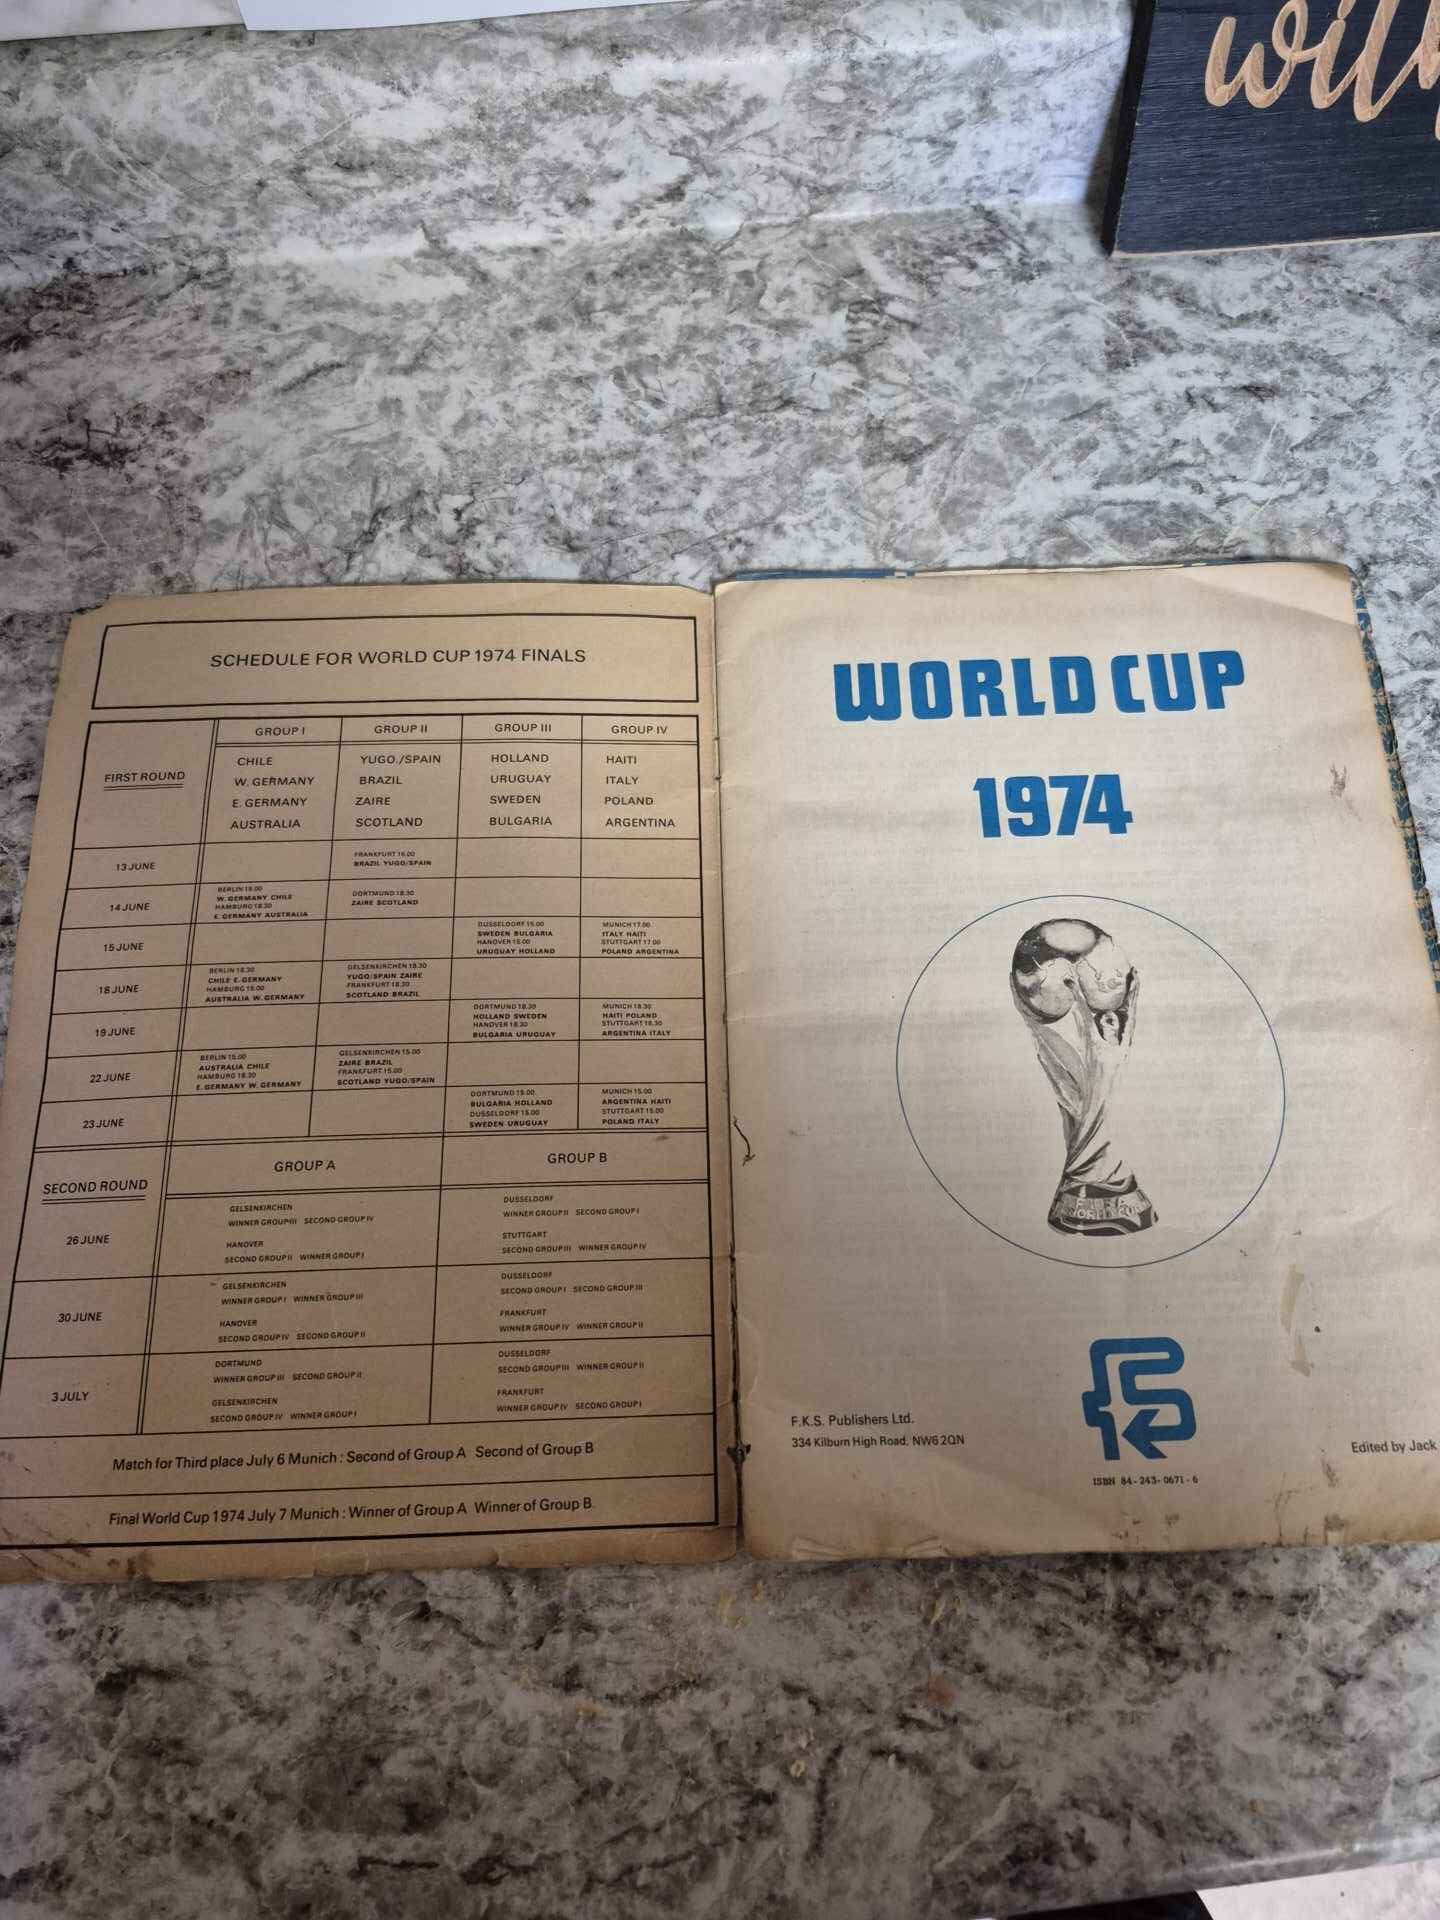 with
SCHEDULE FOR WORLD CUP 1974 FINALS
GROUP I GROUP II GROUP III GROUP IV
FIRST ROUND
CHILE YUGO./SPAIN HOLLAND HAITI
W. GERMANY BRAZIL URUGUAY ITALY
E. GERMANY ZAIRE SWEDEN POLAND
AUSTRALIA SCOTLAND BULGARIA ARGENTINA
13 JUNE
FRANKFURT 16.00
BRAZIL YUGO/SPAIN
14 JUNE
BERLIN 15.00
W. GERMANY CHILE
HAMBURG 18.30
E. GERMANY AUSTRALIA
DORTMUND 18.30
ZAIRE SCOTLAND
15 JUNE
DUSSELDORF 15.00
SWEDEN BULGARIA
HANOVER 15.00
URUGUAY HOLLAND
MUNICH 17.00
ITALY HAITI
STUTTGART 17.00
POLAND ARGENTINA
18 JUNE
BERLIN 18.30
CHILE E. GERMANY
HAMBURG 15.00
AUSTRALIA W. GERMANY
GELSENKIRCHEN 18.30
YUGO/SPAIN ZAIRE
FRANKFURT 18.30
SCOTLAND BRAZIL
19 JUNE
DORTMUND 18.30
HOLLAND SWEDEN
HANOVER 18.30
BULGARIA URUGUAY
MUNICH 18.30
HAITI POLAND
STUTTGART 18.30
ARGENTINA ITALY
22 JUNE
BERLIN 15.00
AUSTRALIA CHILE
HAMBURG 18.30
E. GERMANY W. GERMANY
GELSENKIRCHEN 15.00
ZAIRE BRAZIL
FRANKFURT 15.00
SCOTLAND YUGO/SPAIN
23 JUNE
DORTMUND 15.00
BULGARIA HOLLAND
DUSSELDORF 15.00
SWEDEN URUGUAY
MUNICH 15.00
ARGENTINA HAITI
STUTTGART 15.00
POLAND ITALY
SECOND ROUND
GROUP A GROUP B
26 JUNE
GELSENKIRCHEN
WINNER GROUP III SECOND GROUP IV
HANOVER
SECOND GROUP II WINNER GROUP I
DUSSELDORF
WINNER GROUP II SECOND GROUP I
STUTTGART
SECOND GROUP III WINNER GROUP IV
30 JUNE
GELSENKIRCHEN
WINNER GROUP I WINNER GROUP III
HANOVER
SECOND GROUP IV SECOND GROUP II
DUSSELDORF
SECOND GROUP I SECOND GROUP III
FRANKFURT
WINNER GROUP IV WINNER GROUP II
3 JULY
DORTMUND
WINNER GROUP III SECOND GROUP II
GELSENKIRCHEN
SECOND GROUP IV WINNER GROUP I
DUSSELDORF
SECOND GROUP III WINNER GROUP II
FRANKFURT
WINNER GROUP IV SECOND GROUP I
Match for Third place July 6 Munich : Second of Group A Second of Group B
Final World Cup 1974 July 7 Munich : Winner of Group A Winner of Group B
WORLD CUP
1974
FIFA
WORLD CUP
F.K.S. Publishers Ltd.
334 Kilburn High Road, NW6 2QN
FKS
ISBN 84-243-0671-6
Edited by Jack